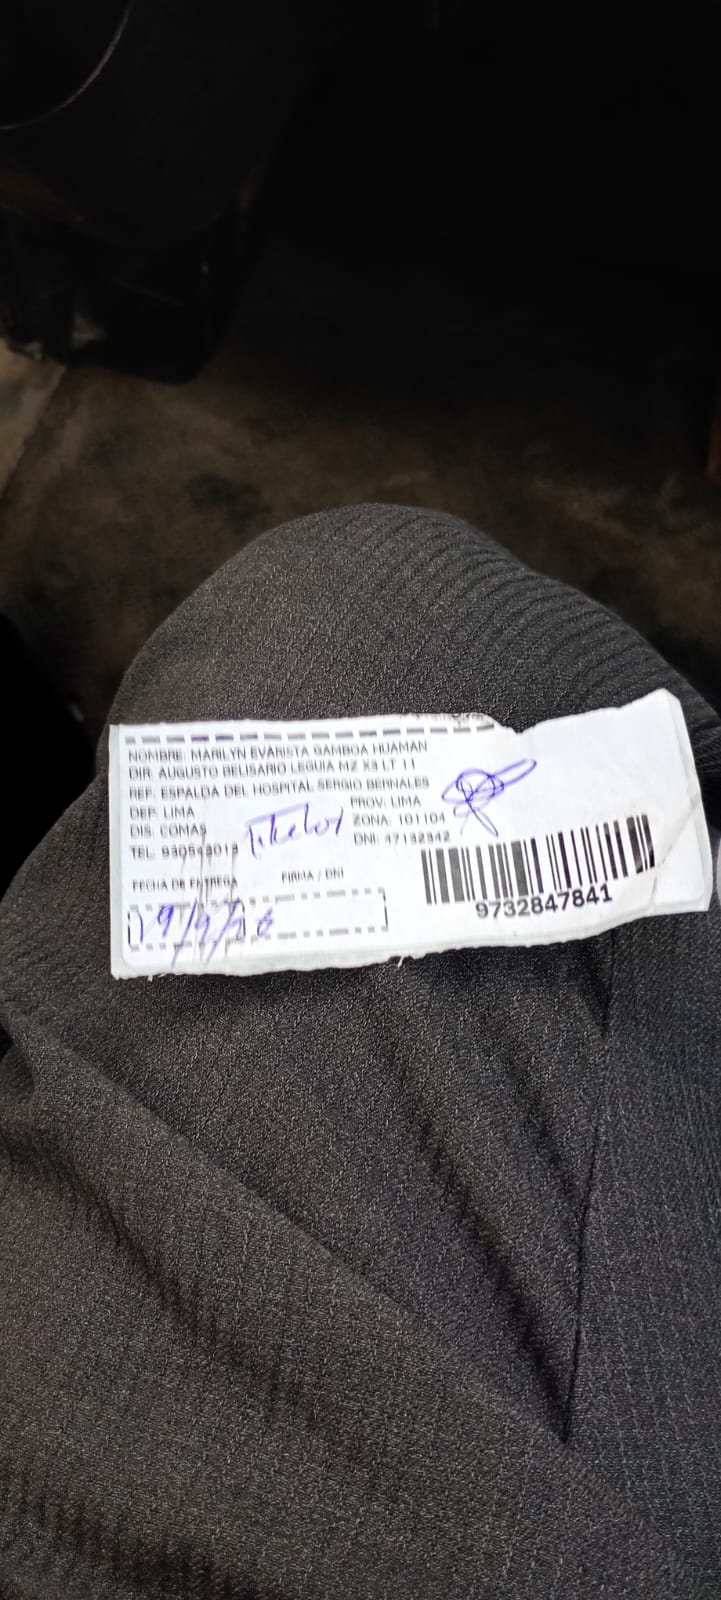 NOMBRE: MARILYN EVARISTA GAMBOA HUAMAN
DIR: AUGUSTO BELISARIO LEGUIA MZ X3 LT 11
REF: ESPALDA DEL HOSPITAL SERGIO BERNALES
DEP: LIMA PROV: LIMA
DIS: COMAS ZONA: 101104
TEL: DNI: 47132342
FECHA DE ENTREGA FIRMA / DNI
9732847841